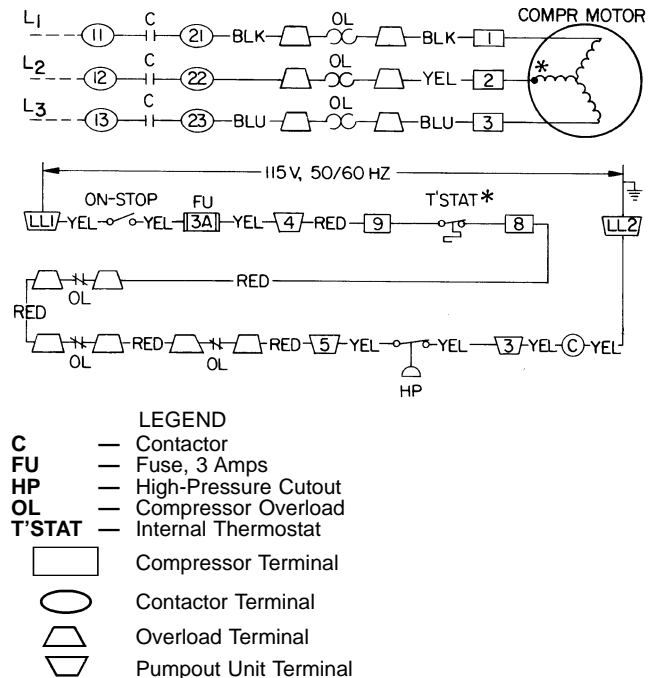 COMPR MOTOR
C OL
L1 11 21 BLK BLK 1
C OL
L2 12 22 YEL 2 *
C OL
L3 13 23 BLU BLU 3
115 V, 50/60 HZ
ON-STOP FU T'STAT*
LL1 YEL YEL 3A YEL 4 RED 9 8 LL2
RED
OL
RED
RED RED 5 YEL YEL 3 YEL C YEL
OL OL
HP
LEGEND
C — Contactor
FU — Fuse, 3 Amps
HP — High-Pressure Cutout
OL — Compressor Overload
T'STAT — Internal Thermostat
Compressor Terminal
Contactor Terminal
Overload Terminal
Pumpout Unit Terminal